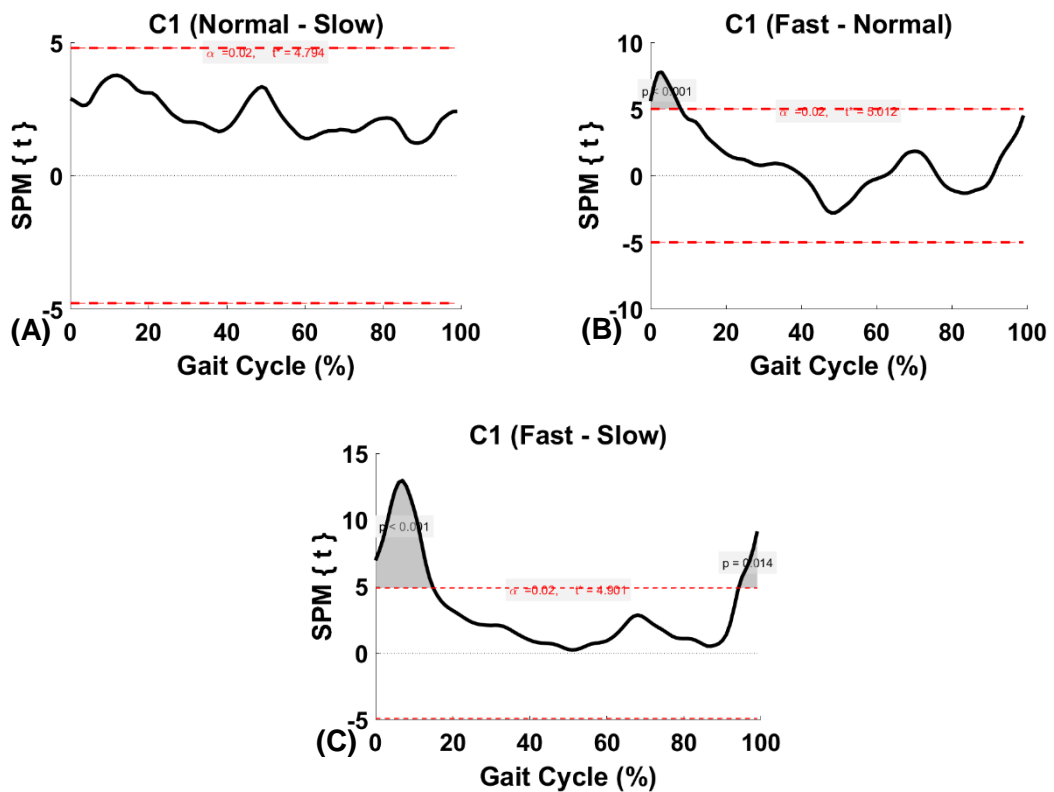 C1 (Normal - Slow)
5
α =0.02, t* = 4.794
SPM { t }
0
-5
0 20 40 60 80 100
(A)
Gait Cycle (%)
C1 (Fast - Normal)
10
p < 0.001
5
α =0.02, t* = 5.012
SPM { t }
0
-5
-10
0 20 40 60 80 100
(B)
Gait Cycle (%)
C1 (Fast - Slow)
15
10
p < 0.001
p = 0.014
5
α =0.02, t* = 4.901
SPM { t }
0
-5
0 20 40 60 80 100
(C)
Gait Cycle (%)